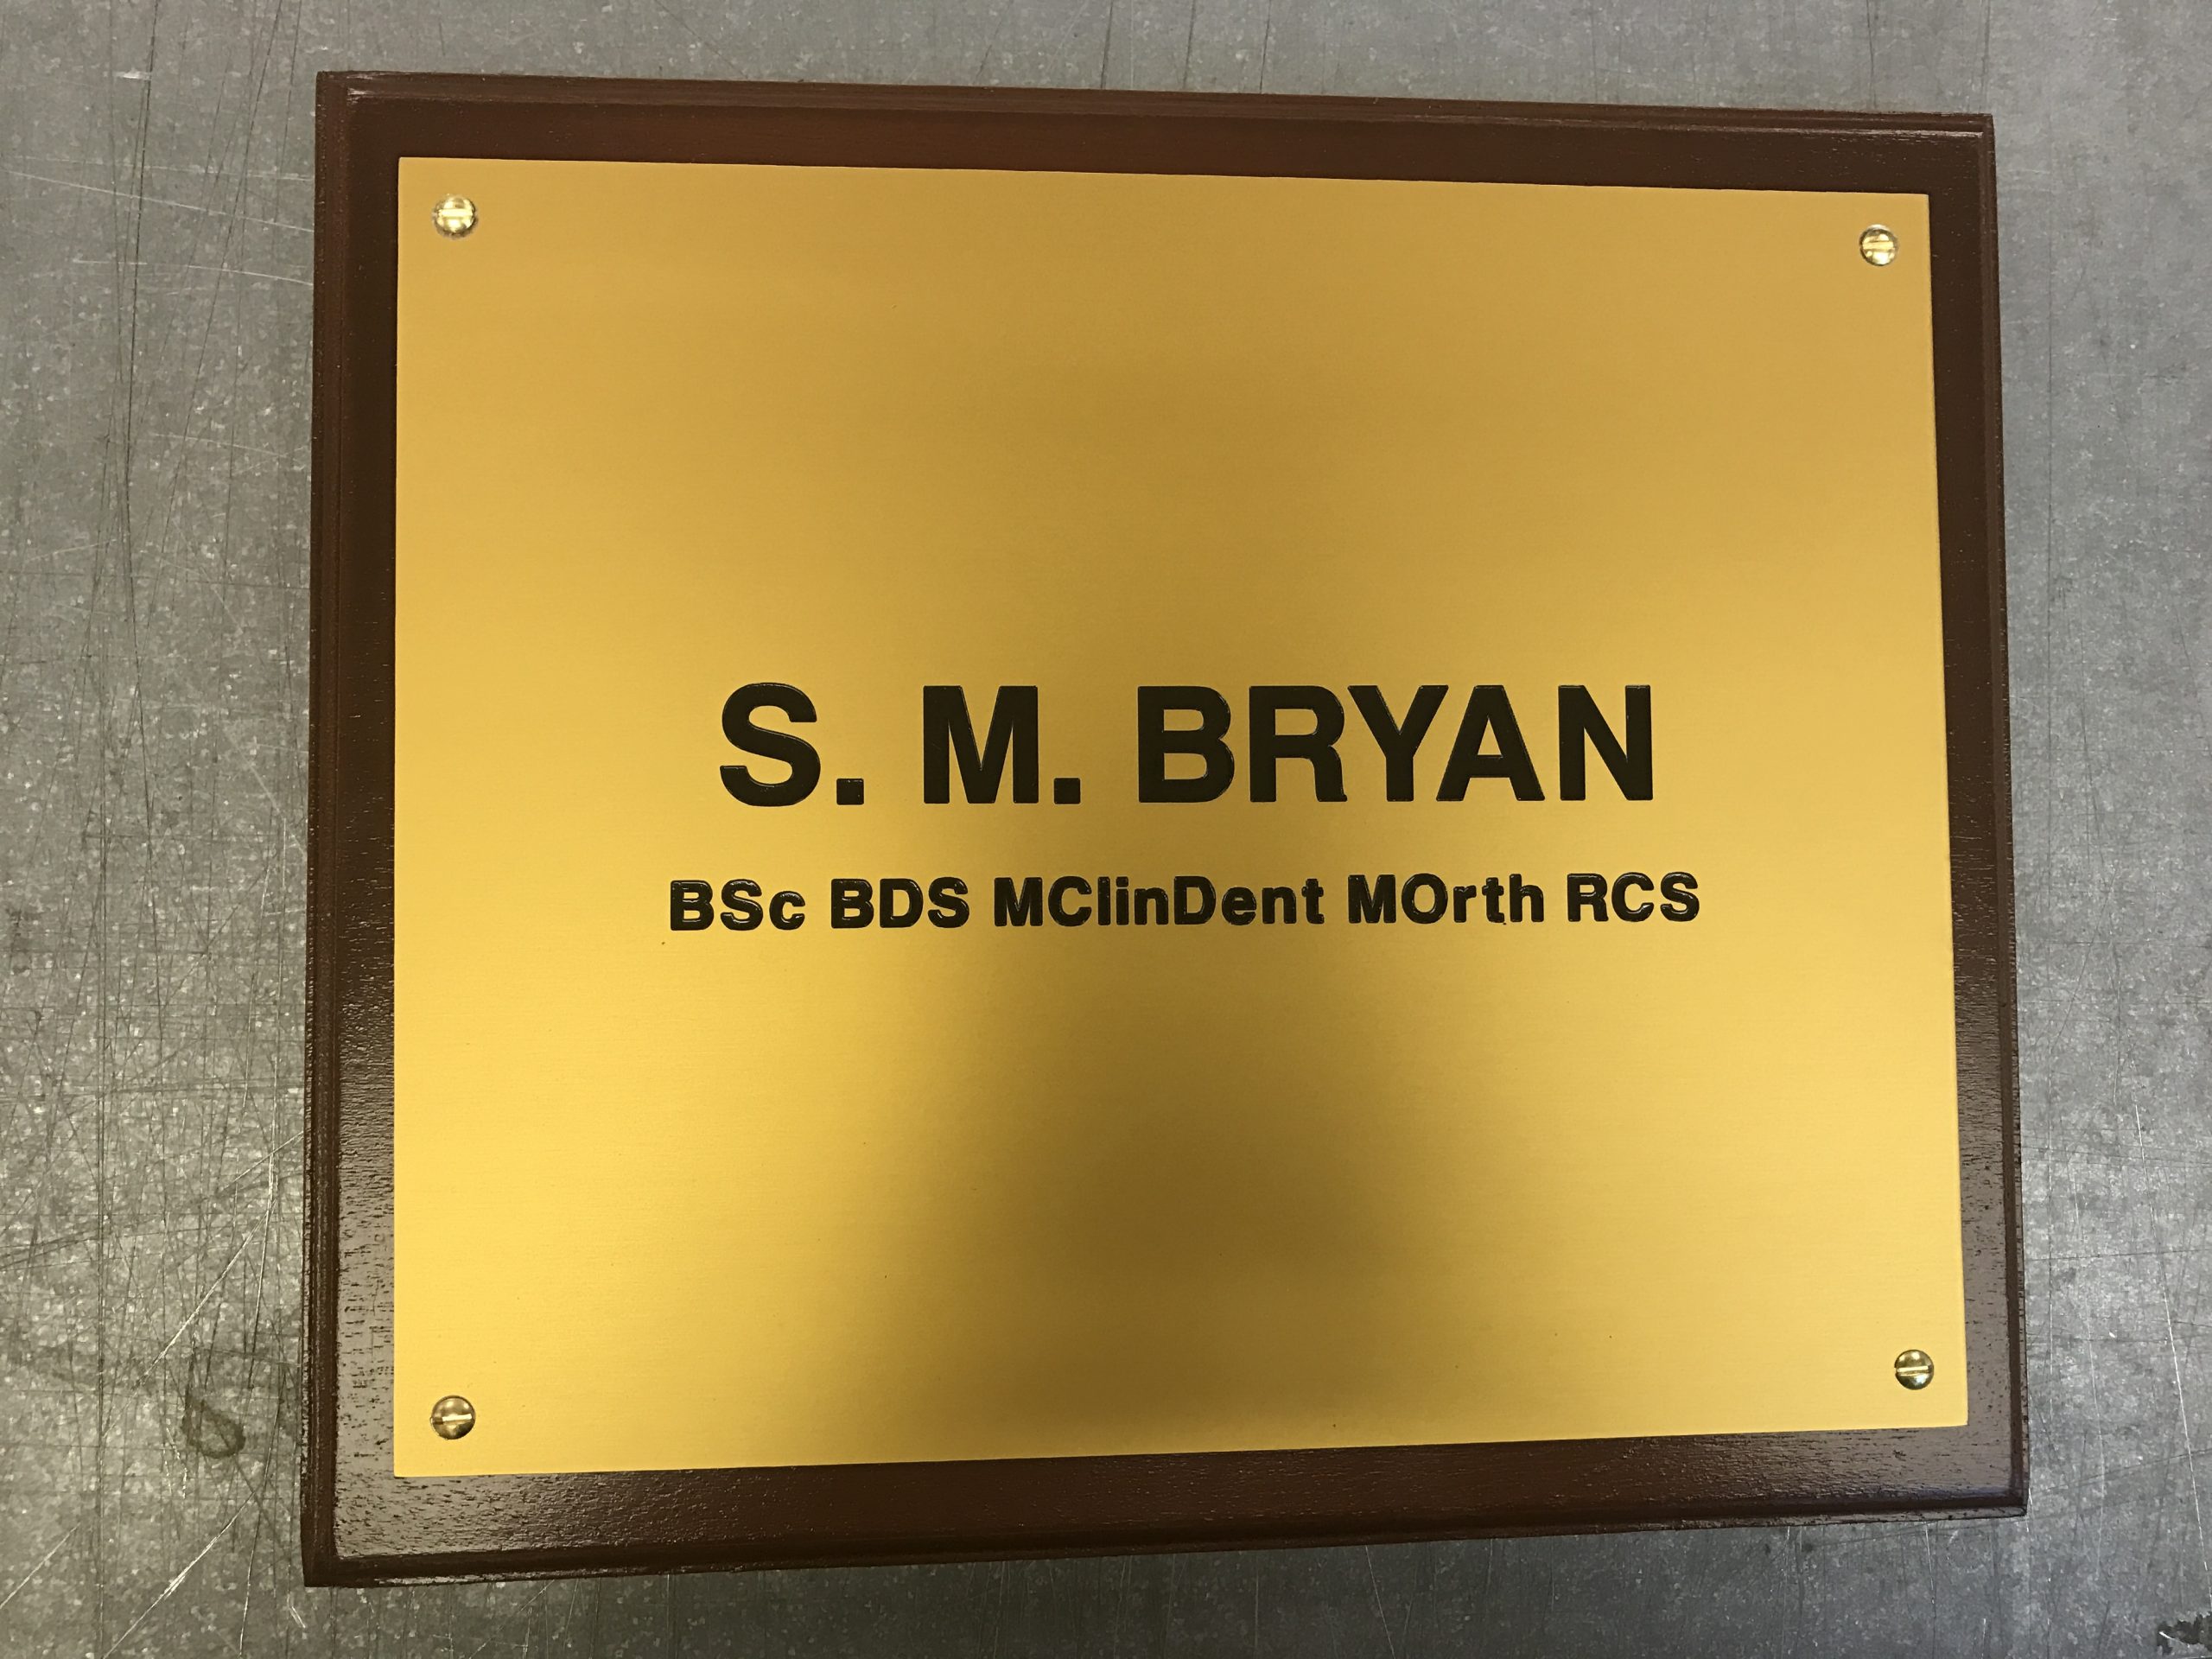 S. M. BRYAN
BSc BDS MClinDent MOrth RCS